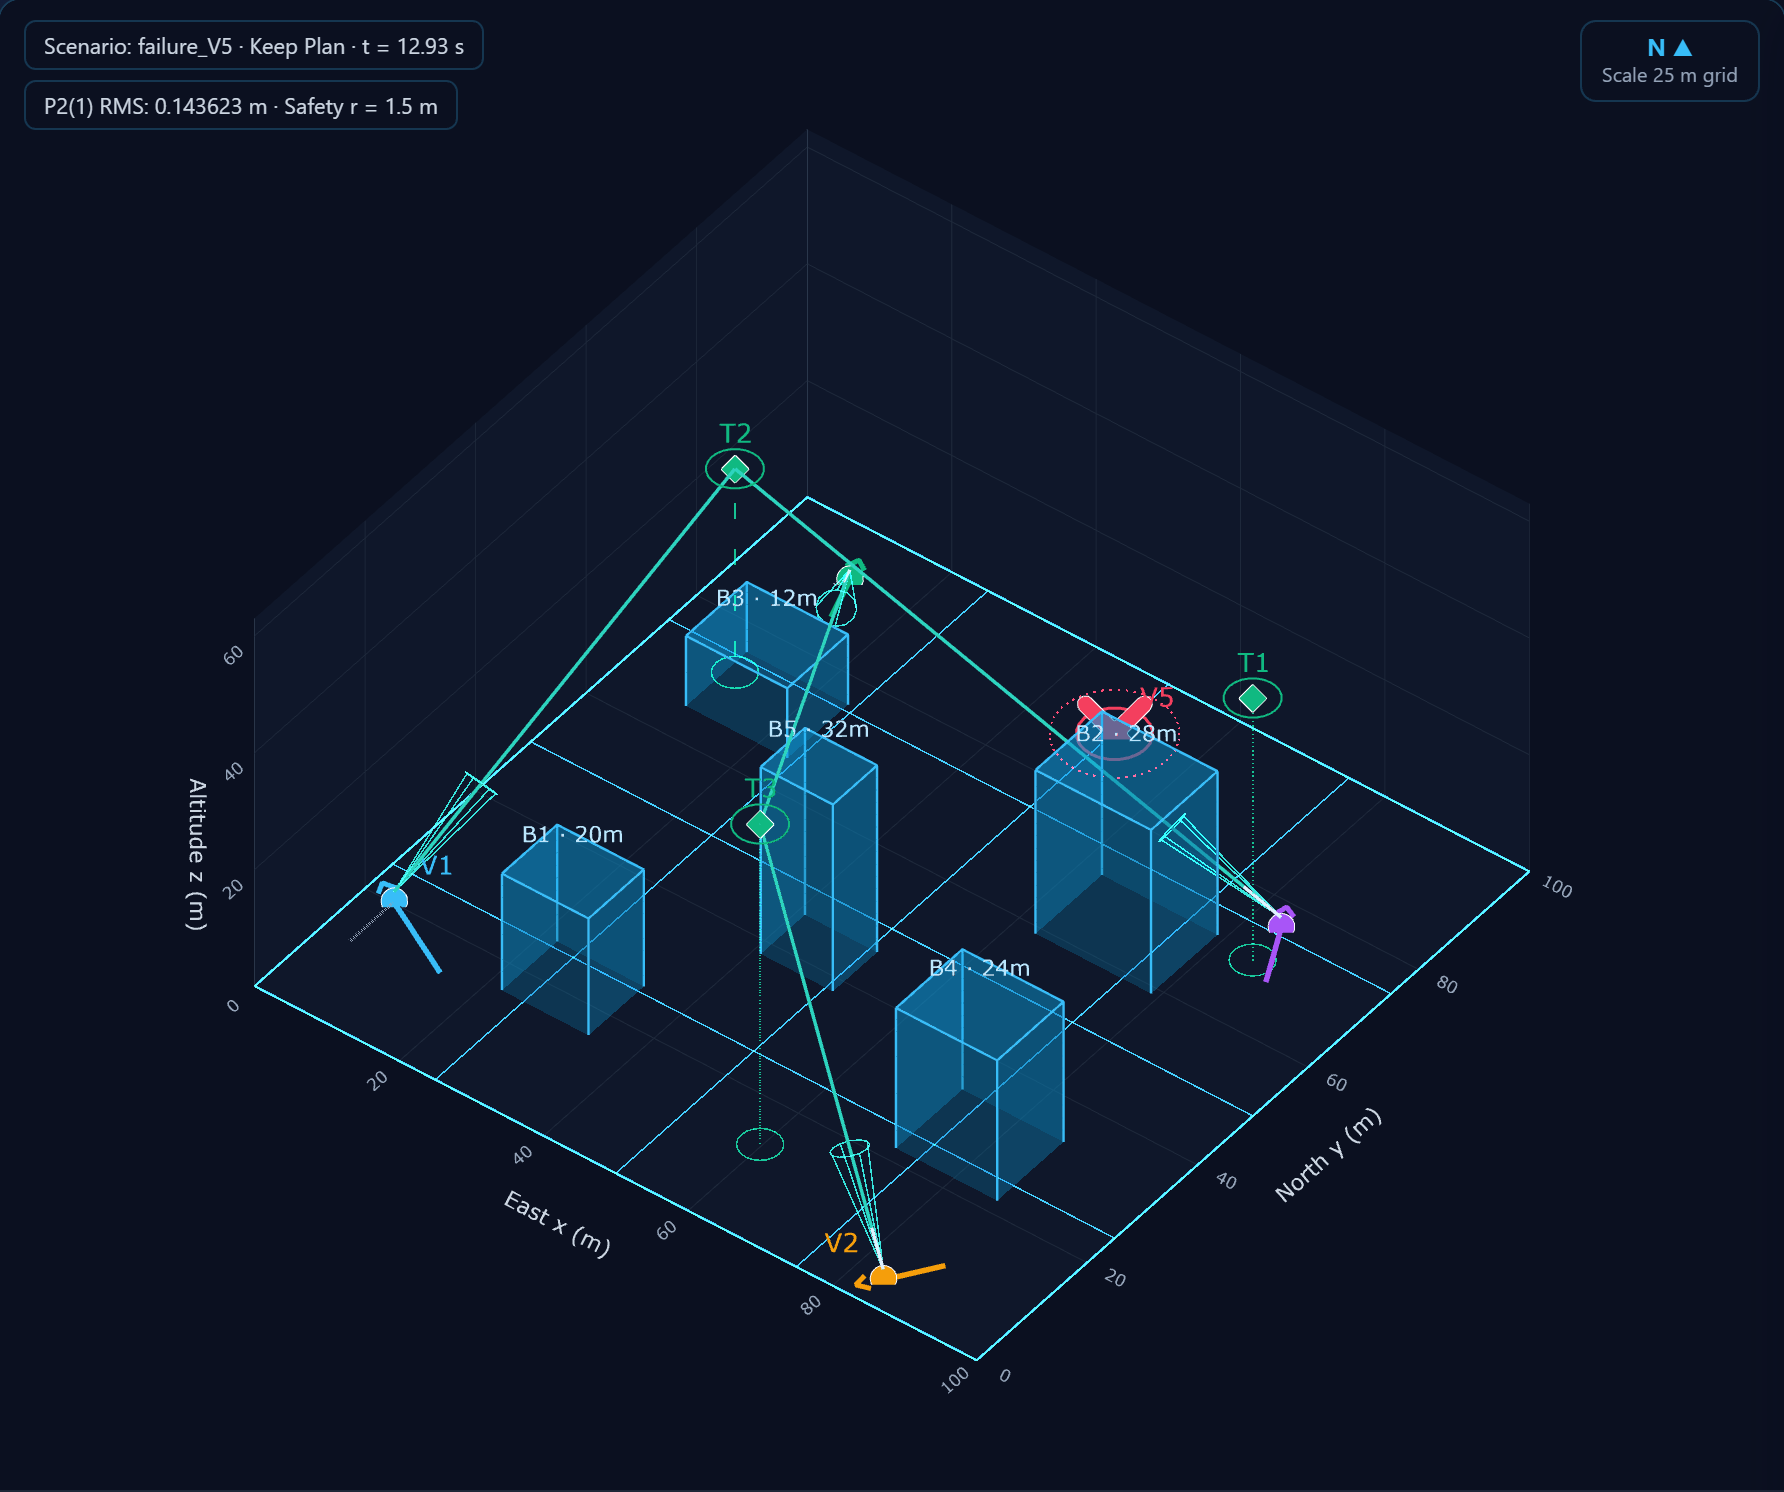 Scenario: failure_V5 · Keep Plan · t = 12.93 s
P2(1) RMS: 0.143623 m · Safety r = 1.5 m
N ▲
Scale 25 m grid
T2
B3 · 12m
T1
V5
B2 · 28m
B5 · 32m
T3
B1 · 20m
V1
B4 · 24m
V2
Altitude z (m)
60
40
20
0
East x (m)
20
40
60
80
100
North y (m)
0
20
40
60
80
100